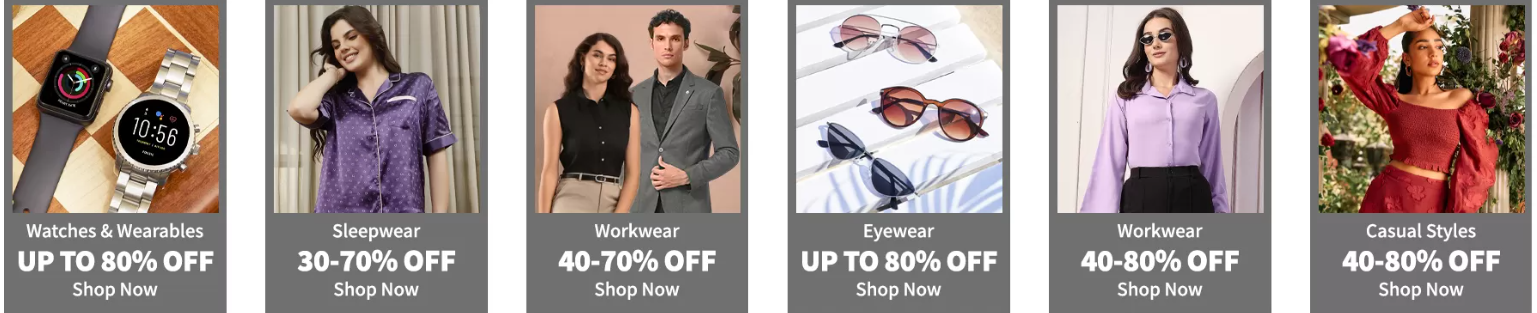 10:56
Watches & Wearables
UP TO 80% OFF
Shop Now
Sleepwear
30-70% OFF
Shop Now
Workwear
40-70% OFF
Shop Now
Eyewear
UP TO 80% OFF
Shop Now
Workwear
40-80% OFF
Shop Now
Casual Styles
40-80% OFF
Shop Now